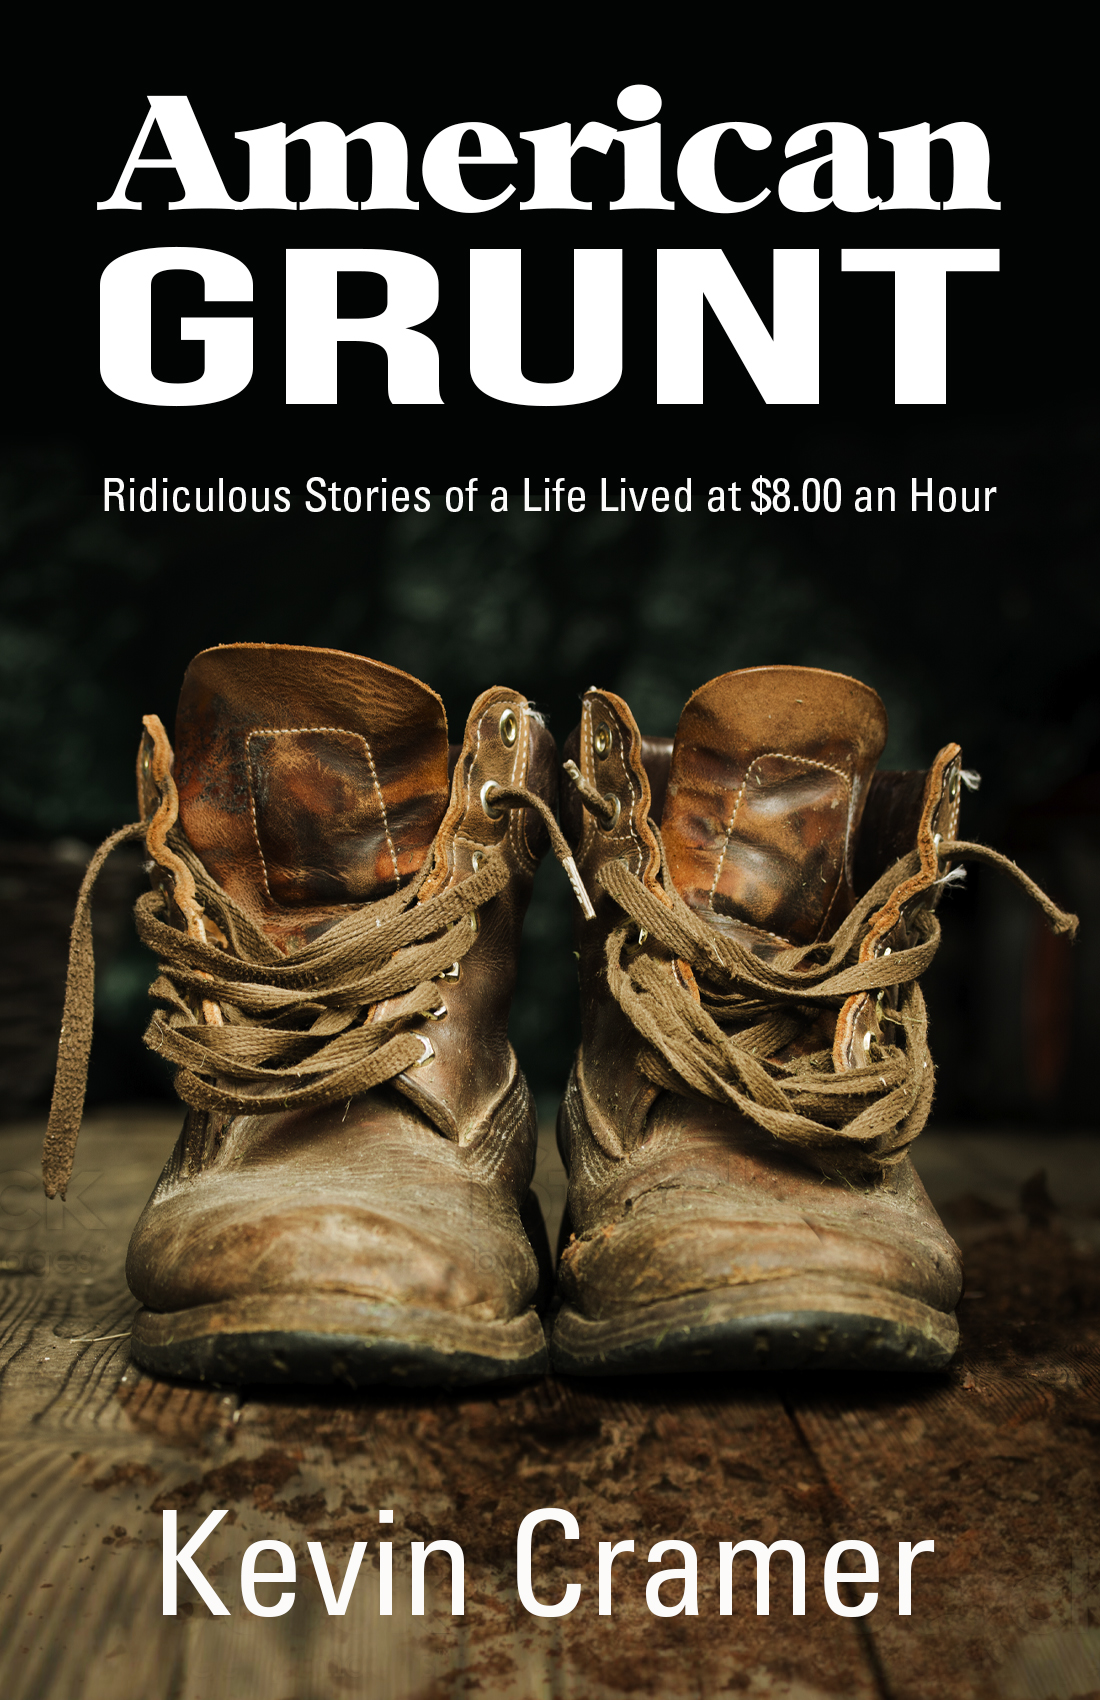 American
GRUNT
Ridiculous Stories of a Life Lived at $8.00 an Hour
Kevin Cramer